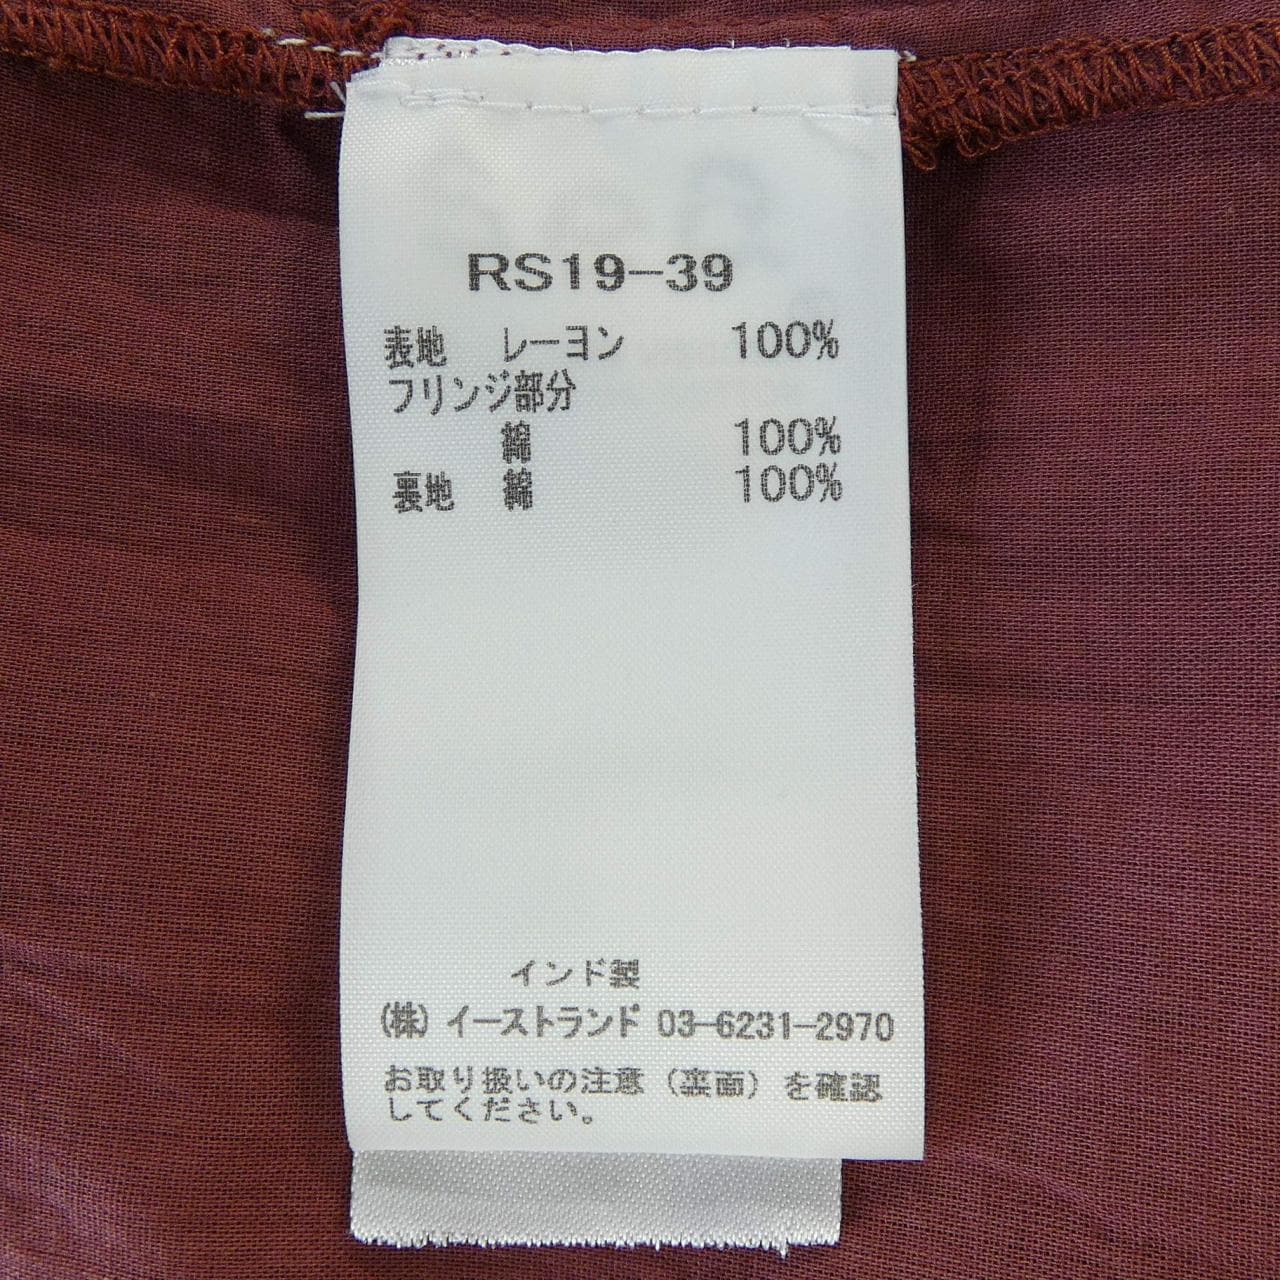 RS19-39
表地 レーヨン 100%
フリンジ部分
綿 100%
裏地 綿 100%
インド製
(株) イーストランド 03-6231-2970
お取り扱いの注意（裏面）を確認
してください。